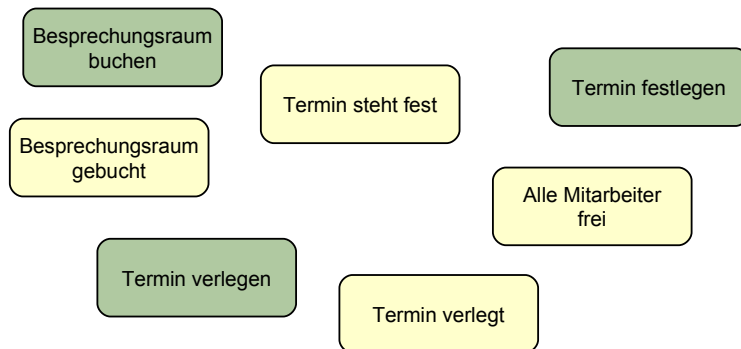 Besprechungsraum
buchen
Termin steht fest
Termin festlegen
Besprechungsraum
gebucht
Alle Mitarbeiter
frei
Termin verlegen
Termin verlegt